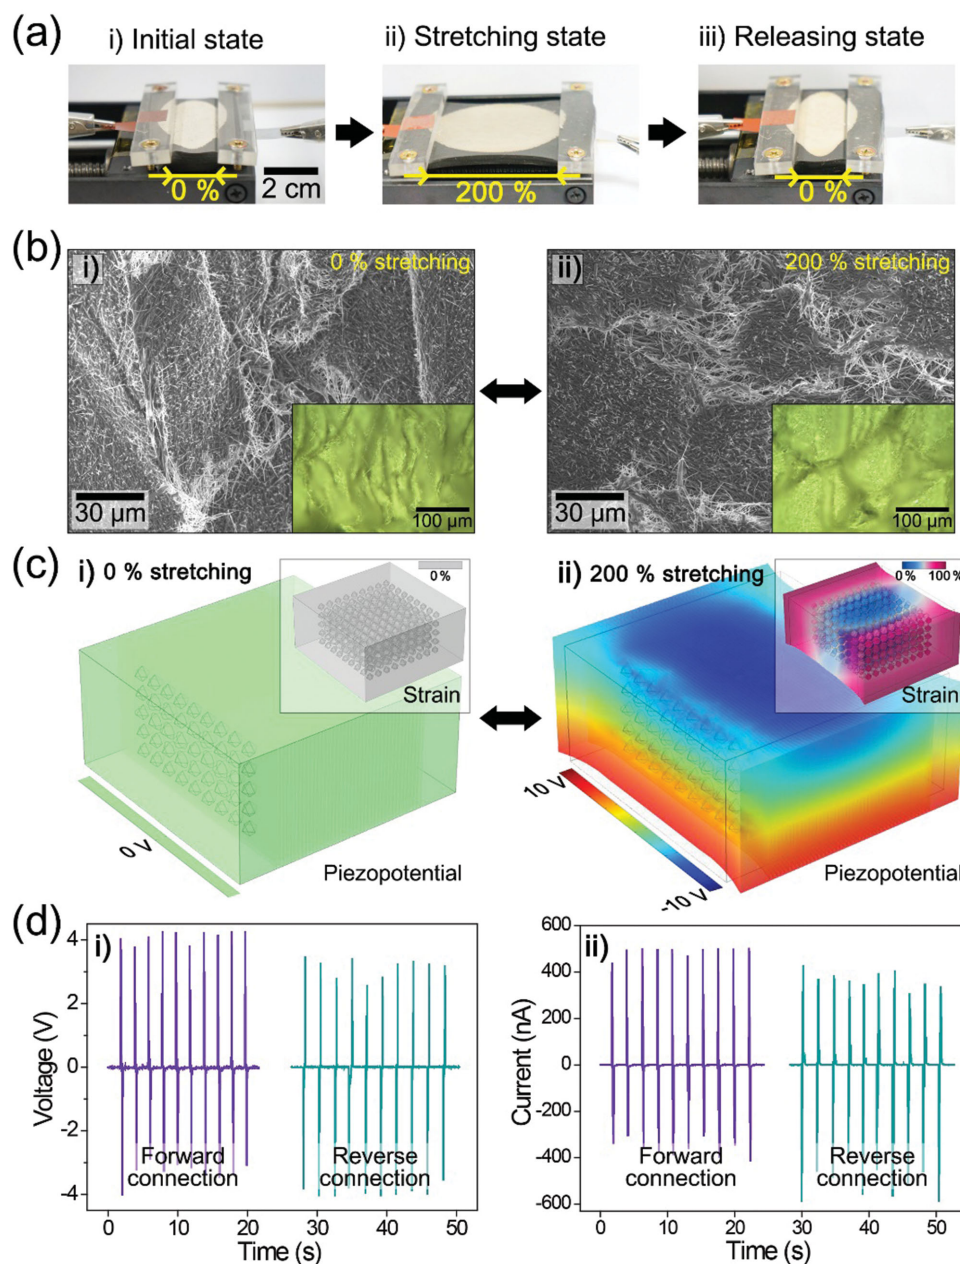 (a)
i) Initial state
ii) Stretching state
iii) Releasing state
0 %
2 cm
200 %
0 %
(b)
i)
0 % stretching
30 µm
100 µm
ii)
200 % stretching
30 µm
100 µm
(c)
i) 0 % stretching
0 %
Strain
0 V
Piezopotential
ii) 200 % stretching
0 % 100 %
Strain
10 V
-10 V
Piezopotential
(d)
i)
Voltage (V)
4
2
0
-2
-4
Forward
connection
Reverse
connection
0 10 20 30 40 50
Time (s)
ii)
Current (nA)
600
400
200
0
-200
-400
-600
Forward
connection
Reverse
connection
0 10 20 30 40 50
Time (s)